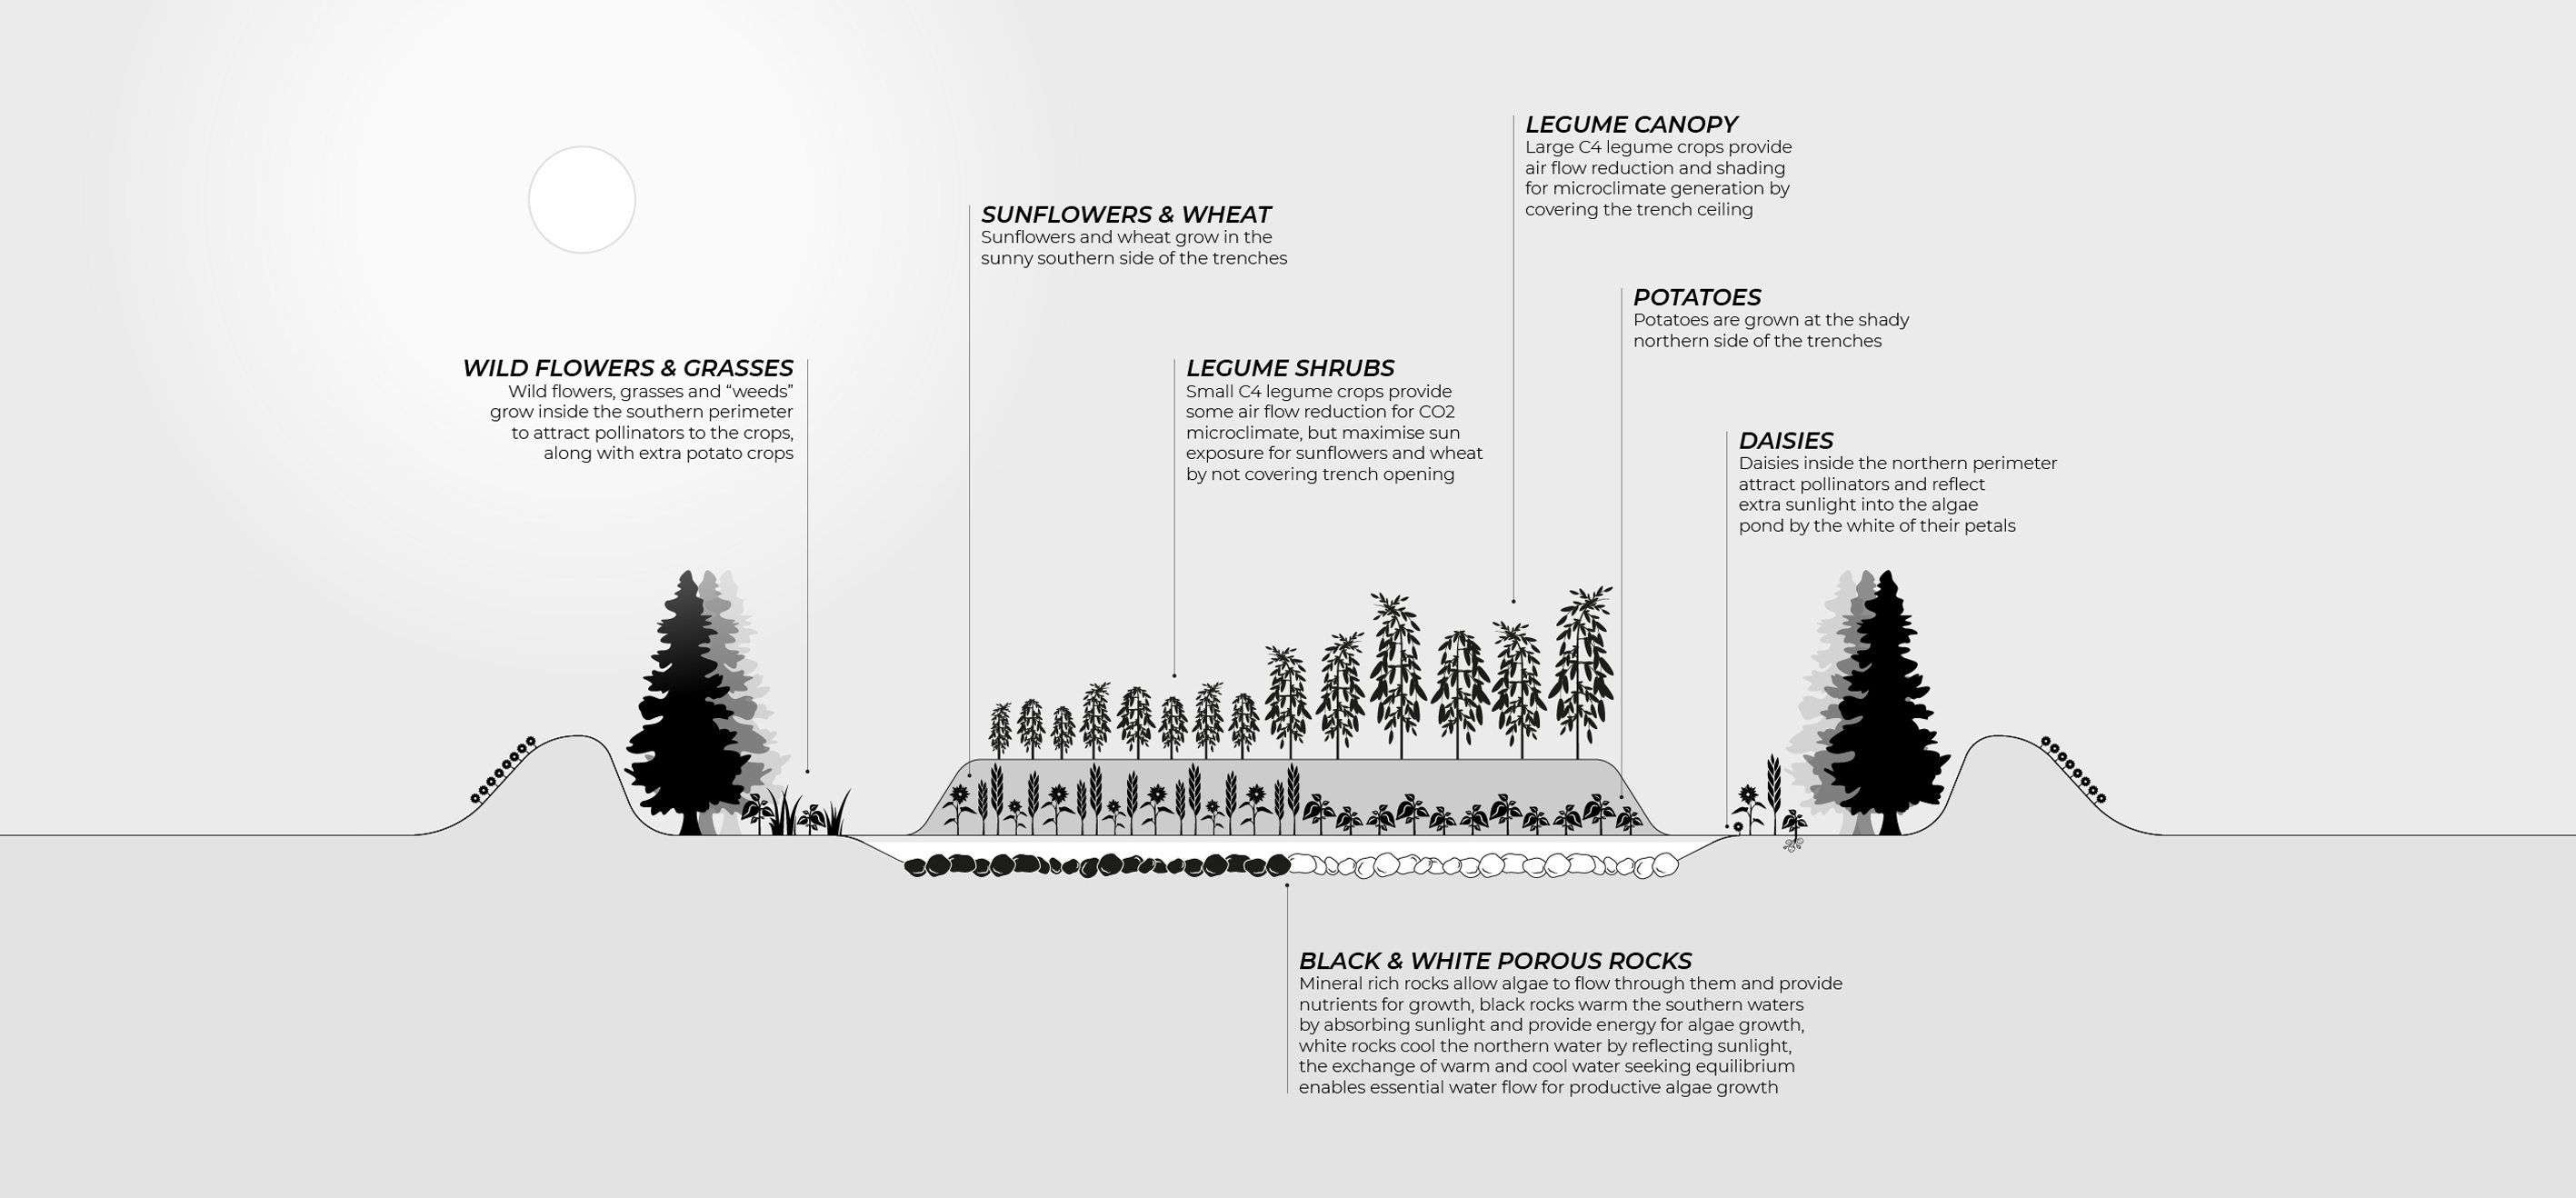 LEGUME CANOPY
Large C4 legume crops provide
air flow reduction and shading
for microclimate generation by
covering the trench ceiling
SUNFLOWERS & WHEAT
Sunflowers and wheat grow in the
sunny southern side of the trenches
POTATOES
Potatoes are grown at the shady
northern side of the trenches
WILD FLOWERS & GRASSES
Wild flowers, grasses and “weeds”
grow inside the southern perimeter
to attract pollinators to the crops,
along with extra potato crops
LEGUME SHRUBS
Small C4 legume crops provide
some air flow reduction for CO2
microclimate, but maximise sun
exposure for sunflowers and wheat
by not covering trench opening
DAISIES
Daisies inside the northern perimeter
attract pollinators and reflect
extra sunlight into the algae
pond by the white of their petals
BLACK & WHITE POROUS ROCKS
Mineral rich rocks allow algae to flow through them and provide
nutrients for growth, black rocks warm the southern waters
by absorbing sunlight and provide energy for algae growth,
white rocks cool the northern water by reflecting sunlight,
the exchange of warm and cool water seeking equilibrium
enables essential water flow for productive algae growth